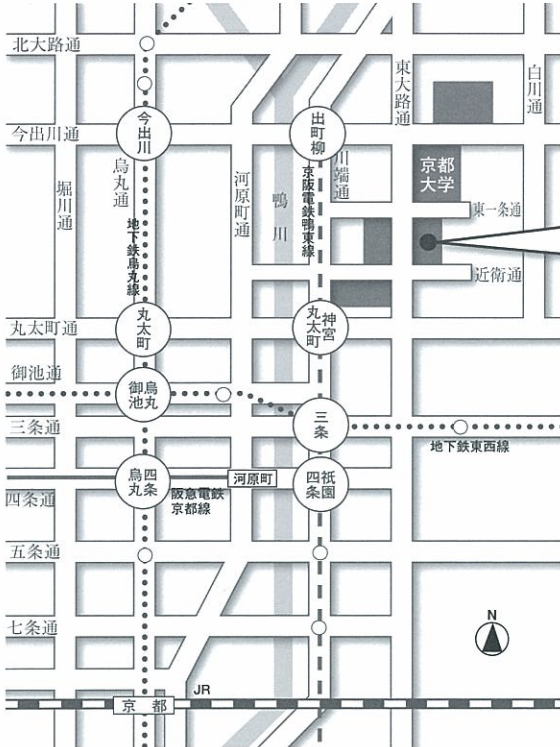 北大路通
東大路通
白川通
今出川通
今出川
出町柳
京都
大学
烏丸通
堀川通
地下鉄烏丸線
河原町通
鴨川
京阪電鉄鴨東線
川端通
東一条通
近衛通
丸太町通
丸太町
神宮
丸太町
御池通
烏丸
御池
三条通
三条
地下鉄東西線
四条通
四条
烏丸
阪急電鉄
京都線
河原町
祇園
四条
五条通
七条通
N
JR
京都